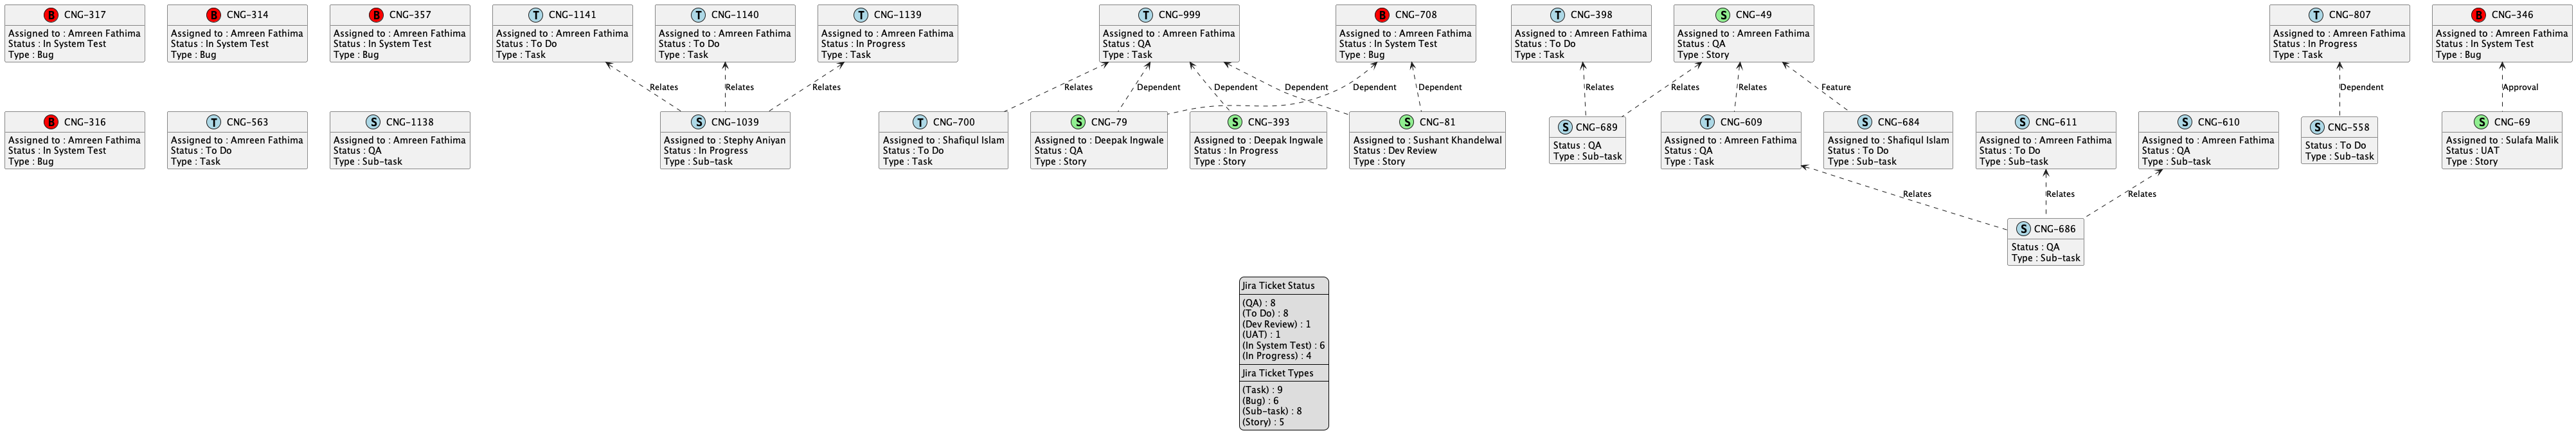 B CNG-317
Assigned to : Amreen Fathima
Status : In System Test
Type : Bug
B CNG-314
Assigned to : Amreen Fathima
Status : In System Test
Type : Bug
B CNG-357
Assigned to : Amreen Fathima
Status : In System Test
Type : Bug
T CNG-1141
Assigned to : Amreen Fathima
Status : To Do
Type : Task
T CNG-1140
Assigned to : Amreen Fathima
Status : To Do
Type : Task
T CNG-1139
Assigned to : Amreen Fathima
Status : In Progress
Type : Task
T CNG-999
Assigned to : Amreen Fathima
Status : QA
Type : Task
B CNG-708
Assigned to : Amreen Fathima
Status : In System Test
Type : Bug
T CNG-398
Assigned to : Amreen Fathima
Status : To Do
Type : Task
S CNG-49
Assigned to : Amreen Fathima
Status : QA
Type : Story
T CNG-807
Assigned to : Amreen Fathima
Status : In Progress
Type : Task
B CNG-346
Assigned to : Amreen Fathima
Status : In System Test
Type : Bug
Relates
Relates
Relates
Relates
Dependent
Dependent
Dependent
Dependent
Dependent
Relates
Relates
Relates
Feature
Dependent
Approval
B CNG-316
Assigned to : Amreen Fathima
Status : In System Test
Type : Bug
T CNG-563
Assigned to : Amreen Fathima
Status : To Do
Type : Task
S CNG-1138
Assigned to : Amreen Fathima
Status : QA
Type : Sub-task
S CNG-1039
Assigned to : Stephy Aniyan
Status : In Progress
Type : Sub-task
T CNG-700
Assigned to : Shafiqul Islam
Status : To Do
Type : Task
S CNG-79
Assigned to : Deepak Ingwale
Status : QA
Type : Story
S CNG-393
Assigned to : Deepak Ingwale
Status : In Progress
Type : Story
S CNG-81
Assigned to : Sushant Khandelwal
Status : Dev Review
Type : Story
S CNG-689
Status : QA
Type : Sub-task
T CNG-609
Assigned to : Amreen Fathima
Status : QA
Type : Task
S CNG-684
Assigned to : Shafiqul Islam
Status : To Do
Type : Sub-task
S CNG-611
Assigned to : Amreen Fathima
Status : To Do
Type : Sub-task
S CNG-610
Assigned to : Amreen Fathima
Status : QA
Type : Sub-task
S CNG-558
Status : To Do
Type : Sub-task
S CNG-69
Assigned to : Sulafa Malik
Status : UAT
Type : Story
Relates
Relates
Relates
S CNG-686
Status : QA
Type : Sub-task
Jira Ticket Status
(QA) : 8
(To Do) : 8
(Dev Review) : 1
(UAT) : 1
(In System Test) : 6
(In Progress) : 4
Jira Ticket Types
(Task) : 9
(Bug) : 6
(Sub-task) : 8
(Story) : 5